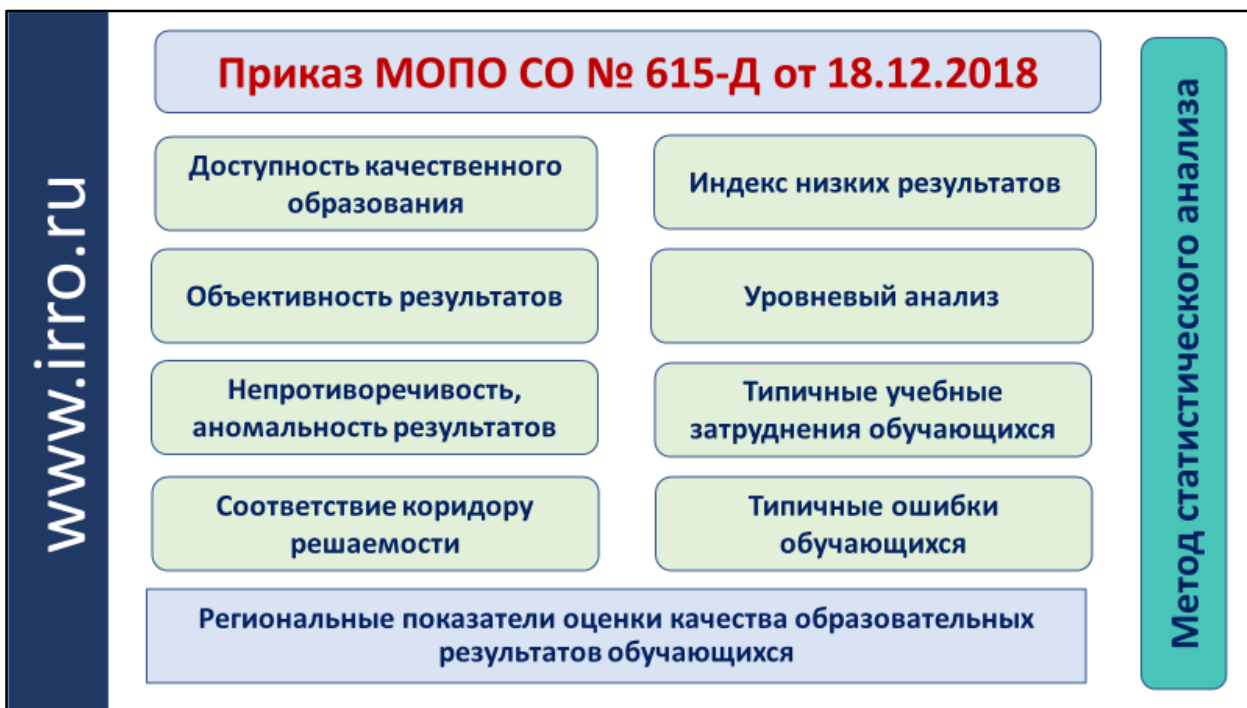 www.irro.ru
Приказ МОПО СО № 615-Д от 18.12.2018
Доступность качественного
образования
Индекс низких результатов
Объективность результатов
Уровневый анализ
Непротиворечивость,
аномальность результатов
Типичные учебные
затруднения обучающихся
Соответствие коридору
решаемости
Типичные ошибки
обучающихся
Региональные показатели оценки качества образовательных
результатов обучающихся
Метод статистического анализа